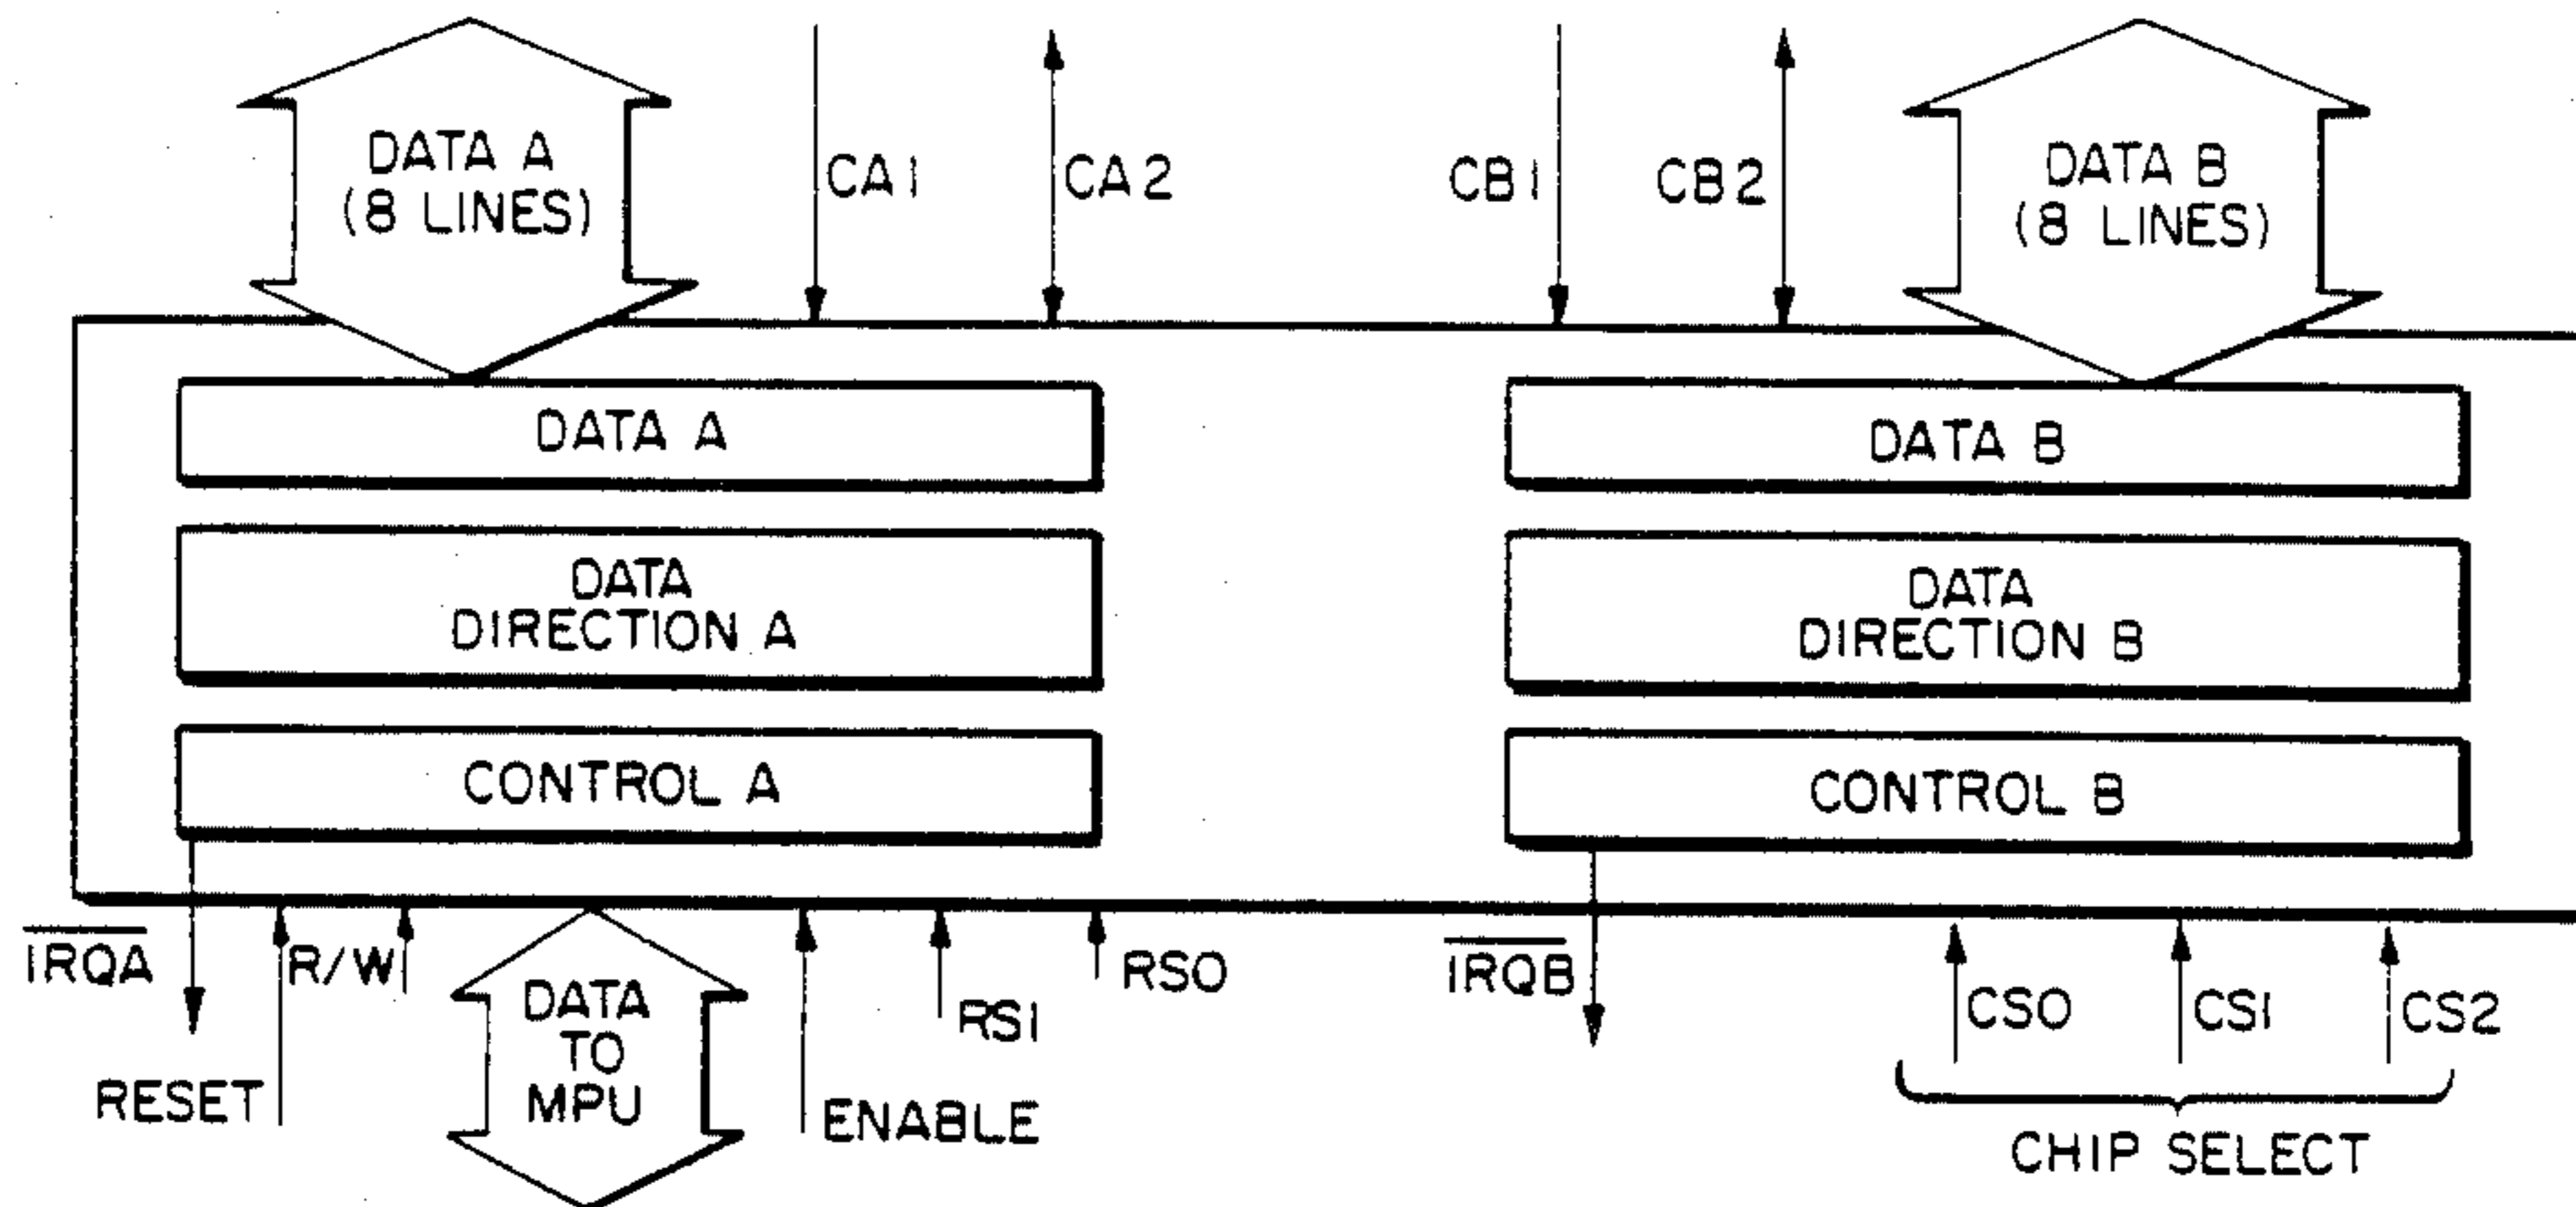 DATA A
(8 LINES)
CA1
CA2
CB1
CB2
DATA B
(8 LINES)
DATA A
DATA B
DATA
DIRECTION A
DATA
DIRECTION B
CONTROL A
CONTROL B
IRQA
R/W
DATA
TO
MPU
RS1
RS0
IRQB
CS0
CS1
CS2
RESET
ENABLE
CHIP SELECT